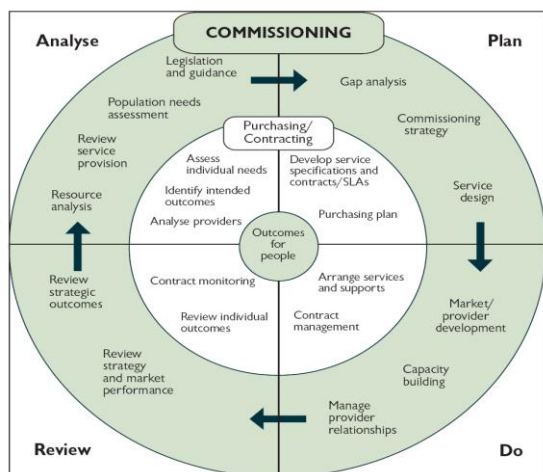 Analyse
COMMISSIONING
Plan
Legislation
and guidance
Gap analysis
Population needs
assessment
Commissioning
strategy
Review
service
provision
Purchasing/
Contracting
Assess
individual needs
Develop service
specifications and
contracts/SLAs
Resource
analysis
Identify intended
outcomes
Service
design
Analyse providers
Purchasing plan
Outcomes
for
people
Review
strategic
outcomes
Contract monitoring
Arrange services
and supports
Market/
provider
development
Review individual
outcomes
Contract
management
Review
strategy
and market
performance
Capacity
building
Manage
provider
relationships
Review
Do